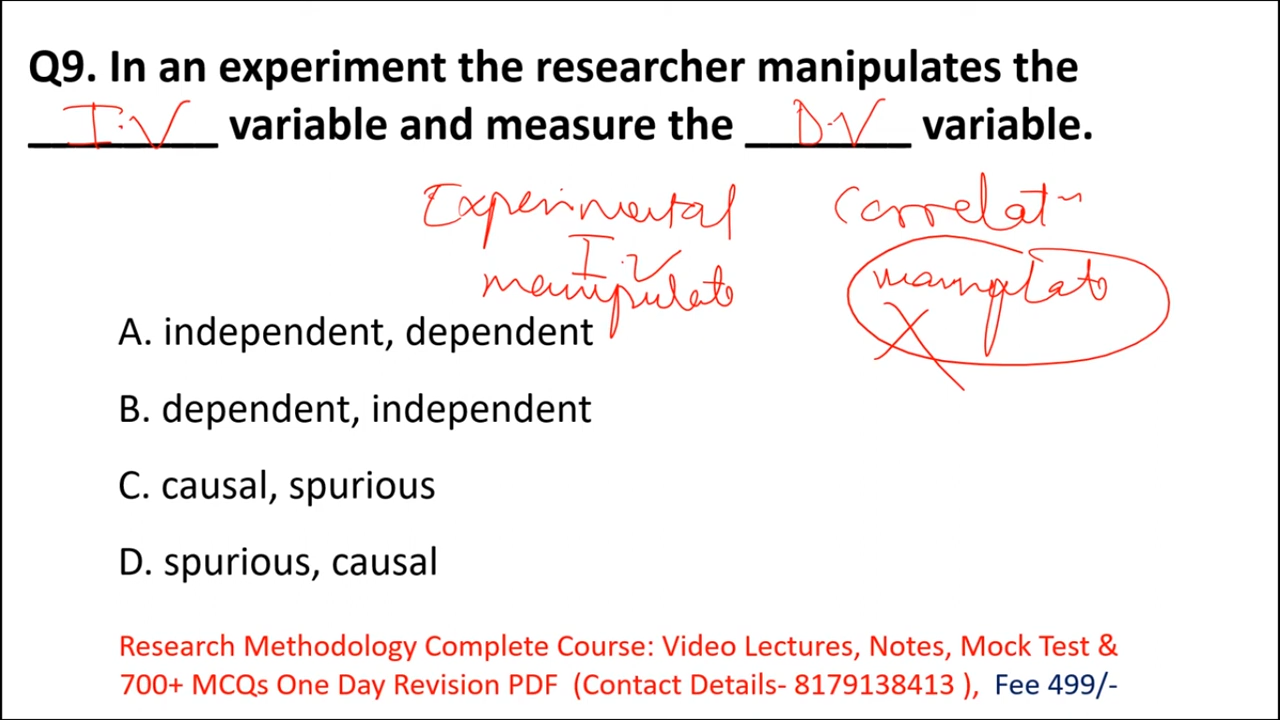 Q9. In an experiment the researcher manipulates the
I.V variable and measure the D.V variable.
Experimental
I.V
manipulate
Correlat~
manipulate
X
A. independent, dependent
B. dependent, independent
C. causal, spurious
D. spurious, causal
Research Methodology Complete Course: Video Lectures, Notes, Mock Test &
700+ MCQs One Day Revision PDF (Contact Details- 8179138413 ), Fee 499/-